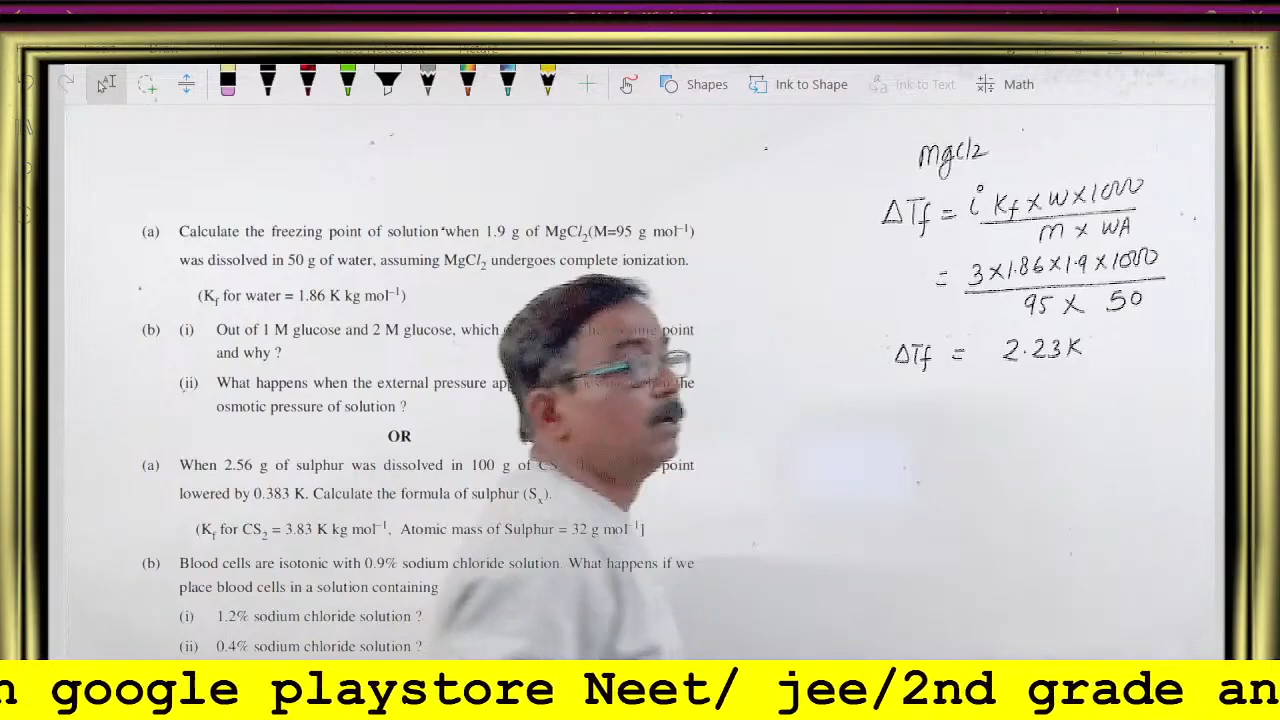 Shapes Ink to Shape Ink to Text Math
(a) Calculate the freezing point of solution when 1.9 g of MgCl₂(M=95 g mol⁻¹)
was dissolved in 50 g of water, assuming MgCl₂ undergoes complete ionization.
(Kf for water = 1.86 K kg mol⁻¹)
(b) (i) Out of 1 M glucose and 2 M glucose, which point
and why ?
(ii) What happens when the external pressure the
osmotic pressure of solution ?
OR
(a) When 2.56 g of sulphur was dissolved in 100 g of point
lowered by 0.383 K. Calculate the formula of sulphur (Sₓ).
(Kf for CS₂ = 3.83 K kg mol⁻¹, Atomic mass of Sulphur = 32 g mol⁻¹]
(b) Blood cells are isotonic with 0.9% sodium chloride solution. What happens if we
place blood cells in a solution containing
(i) 1.2% sodium chloride solution ?
(ii) 0.4% sodium chloride solution ?
MgCl2
ΔTf = i Kf × W × 1000
m × WA
= 3 × 1.86 × 1.9 × 1000
95 × 50
ΔTf = 2.23 K
google playstore Neet/ jee/2nd grade an